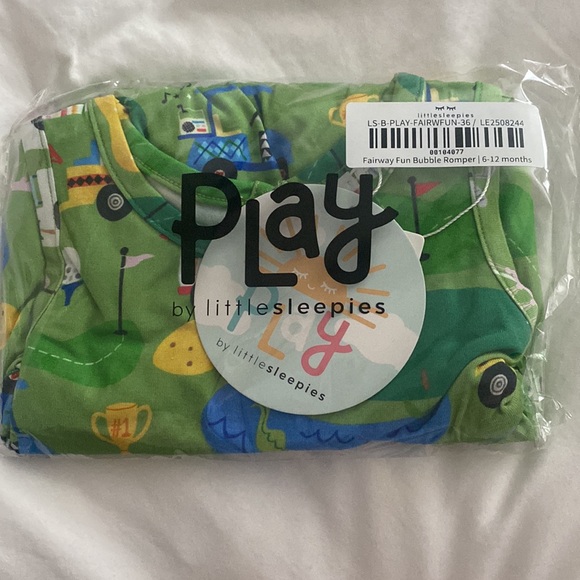 littlesleepies
LS-B-PLAY-FAIRWFUN-36 / LE2508244
00104077
Fairway Fun Bubble Romper | 6-12 months
PLay
by littlesleepies
PLay
by littlesleepies
#1